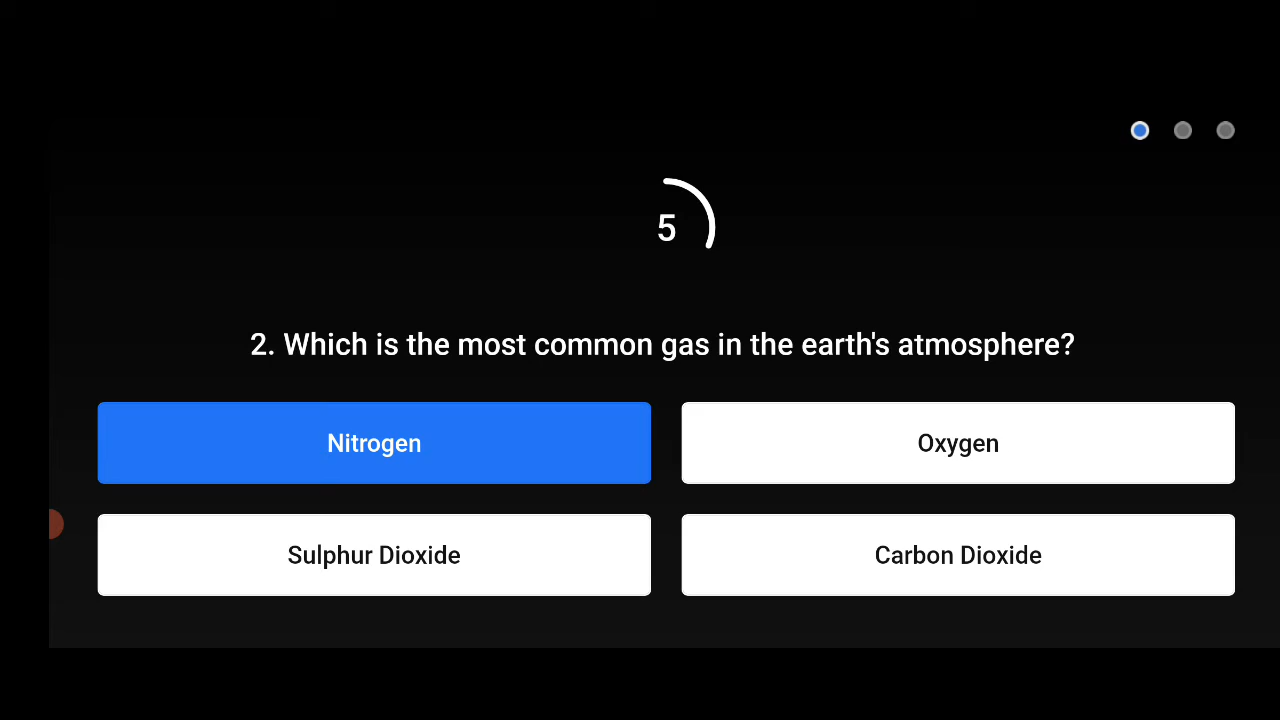 5
2. Which is the most common gas in the earth's atmosphere?
Nitrogen
Oxygen
Sulphur Dioxide
Carbon Dioxide